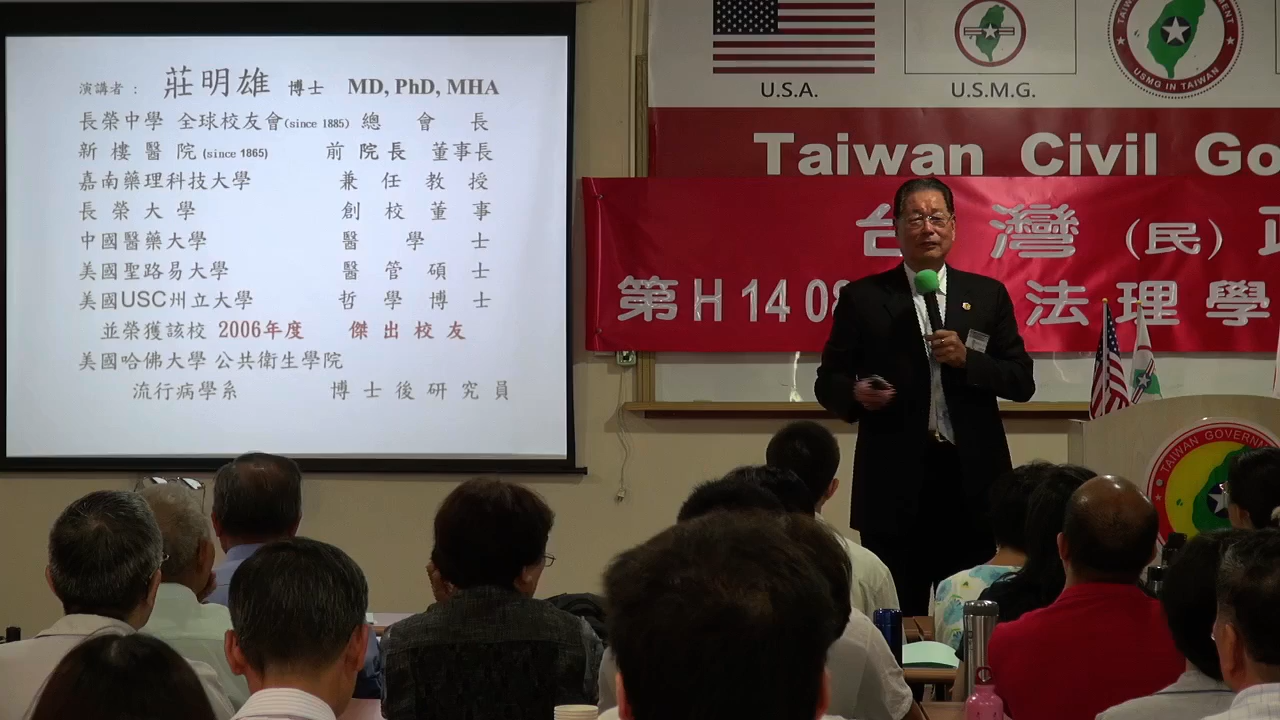 演講者 : 莊明雄 博士 MD, PhD, MHA
長榮中學 全球校友會(since 1885) 總 會 長
新 樓 醫 院 (since 1865) 前 院 長 董事長
嘉南藥理科技大學 兼 任 教 授
長 榮 大 學 創 校 董 事
中國醫藥大學 醫 學 士
美國聖路易大學 醫 管 碩 士
美國USC州立大學 哲 學 博 士
並榮獲該校 2006年度 傑 出 校 友
美國哈佛大學 公共衛生學院
流行病學系 博 士 後 研 究 員
U.S.A.
U.S.M.G.
USMG IN TAIWAN
Taiwan Civil Go
台 灣 (民)
第 H 14 08
法 理 學
TAIWAN GOVERNM